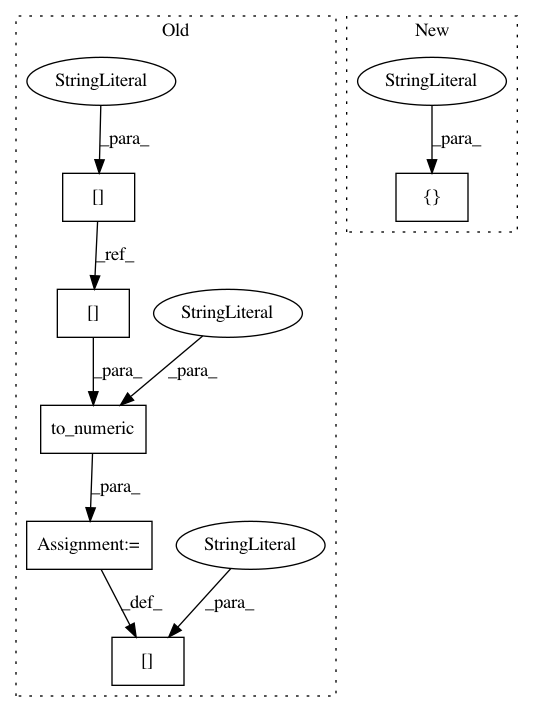 Old
New
StringLiteral
StringLiteral
_para_
_para_
[]
{}
_ref_
[]
StringLiteral
_para_
_para_
to_numeric
_para_
Assignment:=
StringLiteral
_def_
_para_
[]